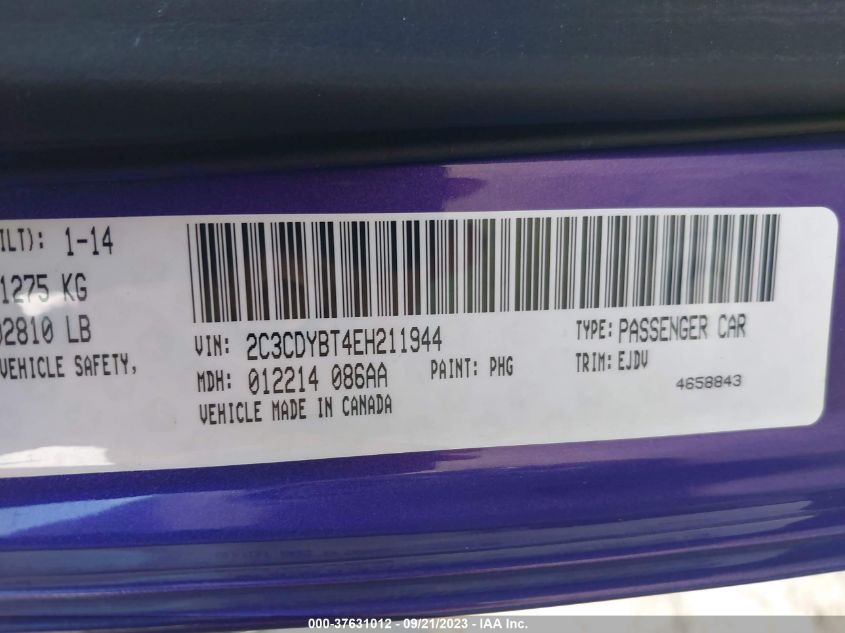 ILT): 1-14
1275 KG
02810 LB
VEHICLE SAFETY,
VIN: 2C3CDYBT4EH211944
TYPE: PASSENGER CAR
MDH: 012214 086AA
PAINT: PHG
TRIM: EJDV
VEHICLE MADE IN CANADA
4658843
000-37631012 - 09/21/2023 - IAA Inc.